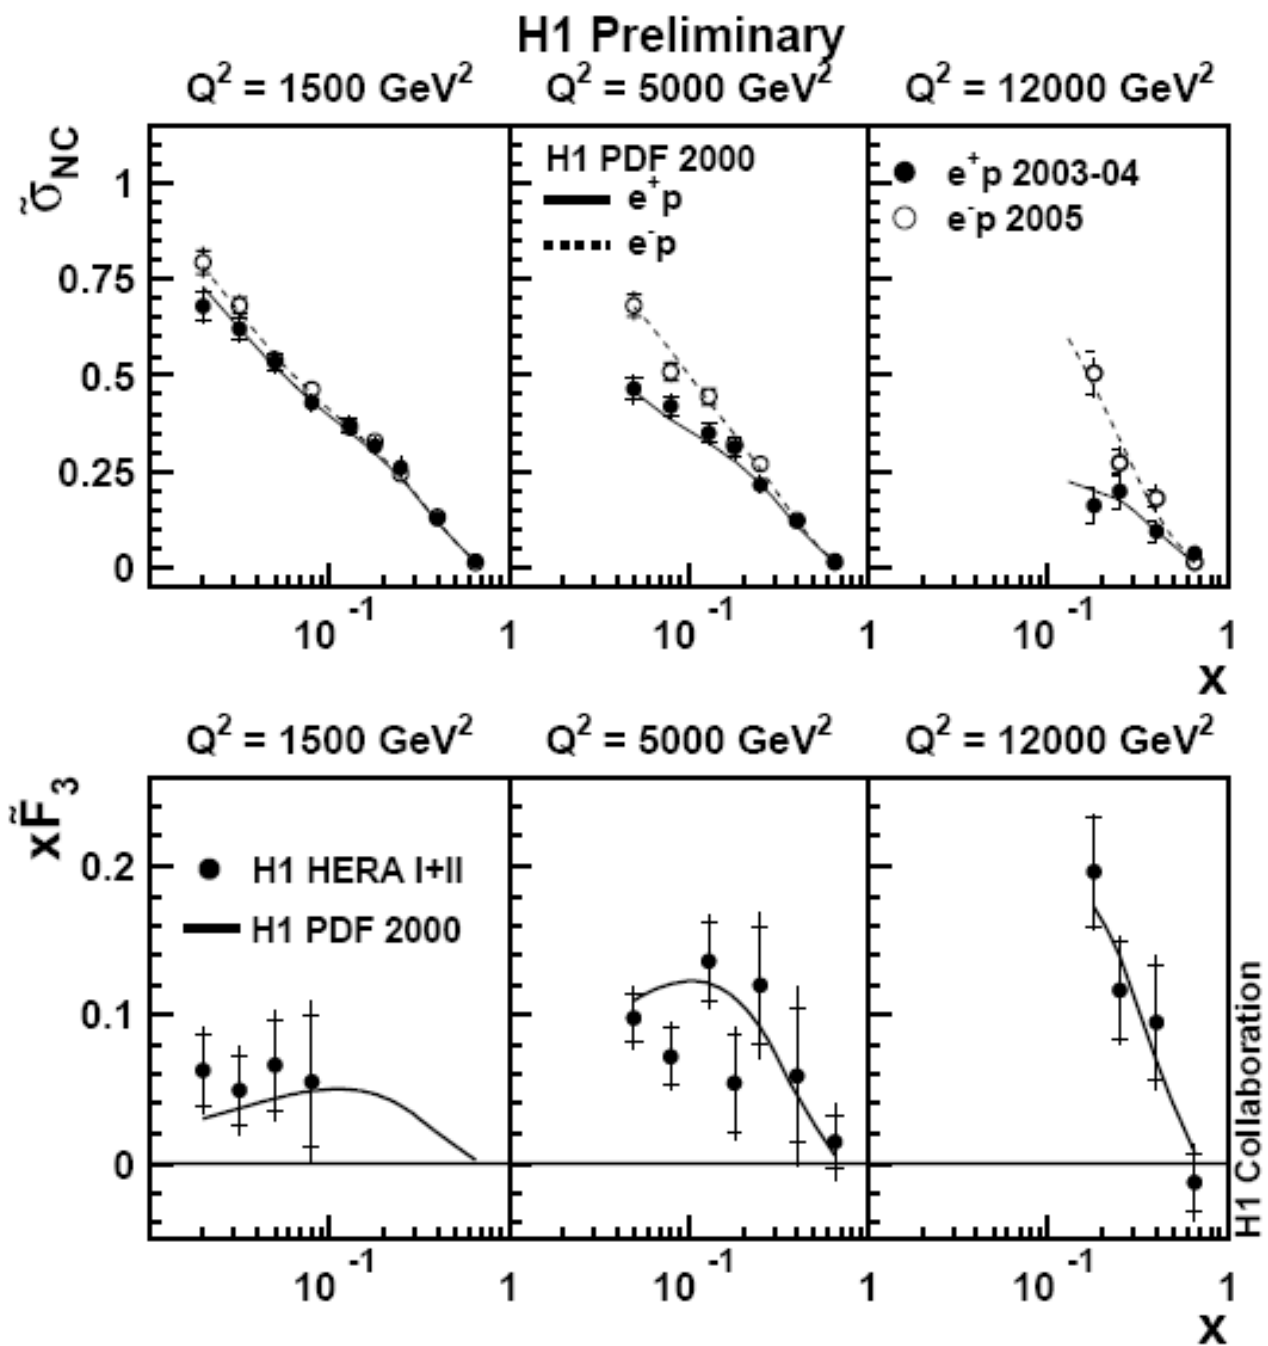 H1 Preliminary
Q² = 1500 GeV² Q² = 5000 GeV² Q² = 12000 GeV²
σ̃_NC
H1 PDF 2000
e⁺p
e⁻p
e⁺p 2003-04
e⁻p 2005
1
0.75
0.5
0.25
0
10⁻¹ 1 10⁻¹ 1 10⁻¹ 1
x
Q² = 1500 GeV² Q² = 5000 GeV² Q² = 12000 GeV²
xF̃₃
H1 HERA I+II
H1 PDF 2000
0.2
0.1
0
10⁻¹ 1 10⁻¹ 1 10⁻¹ 1
x
H1 Collaboration